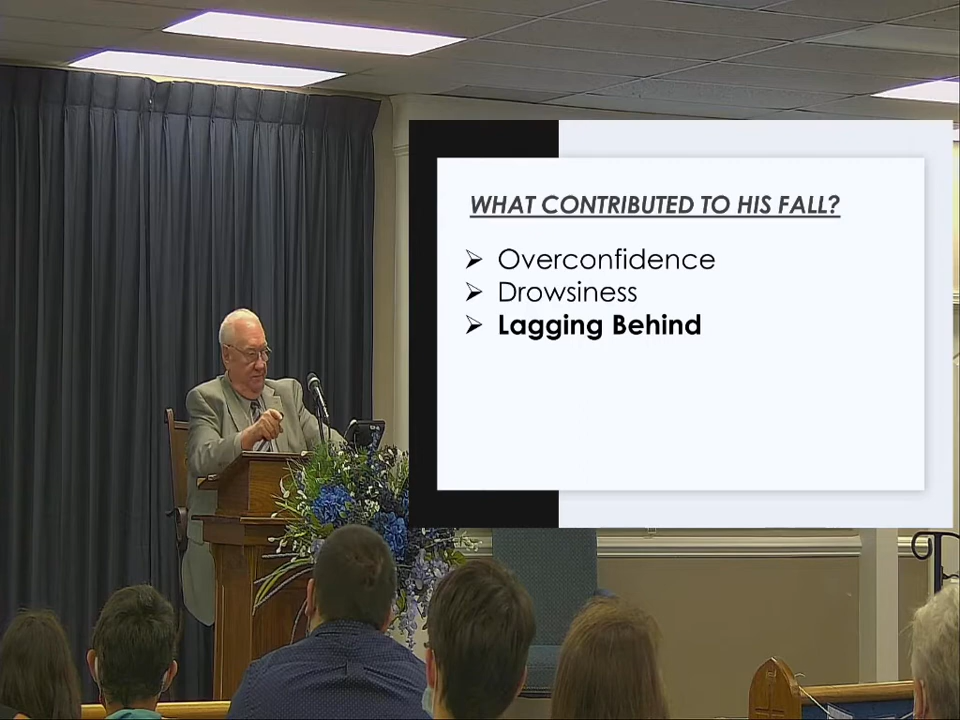 WHAT CONTRIBUTED TO HIS FALL?
➢ Overconfidence
➢ Drowsiness
➢ Lagging Behind